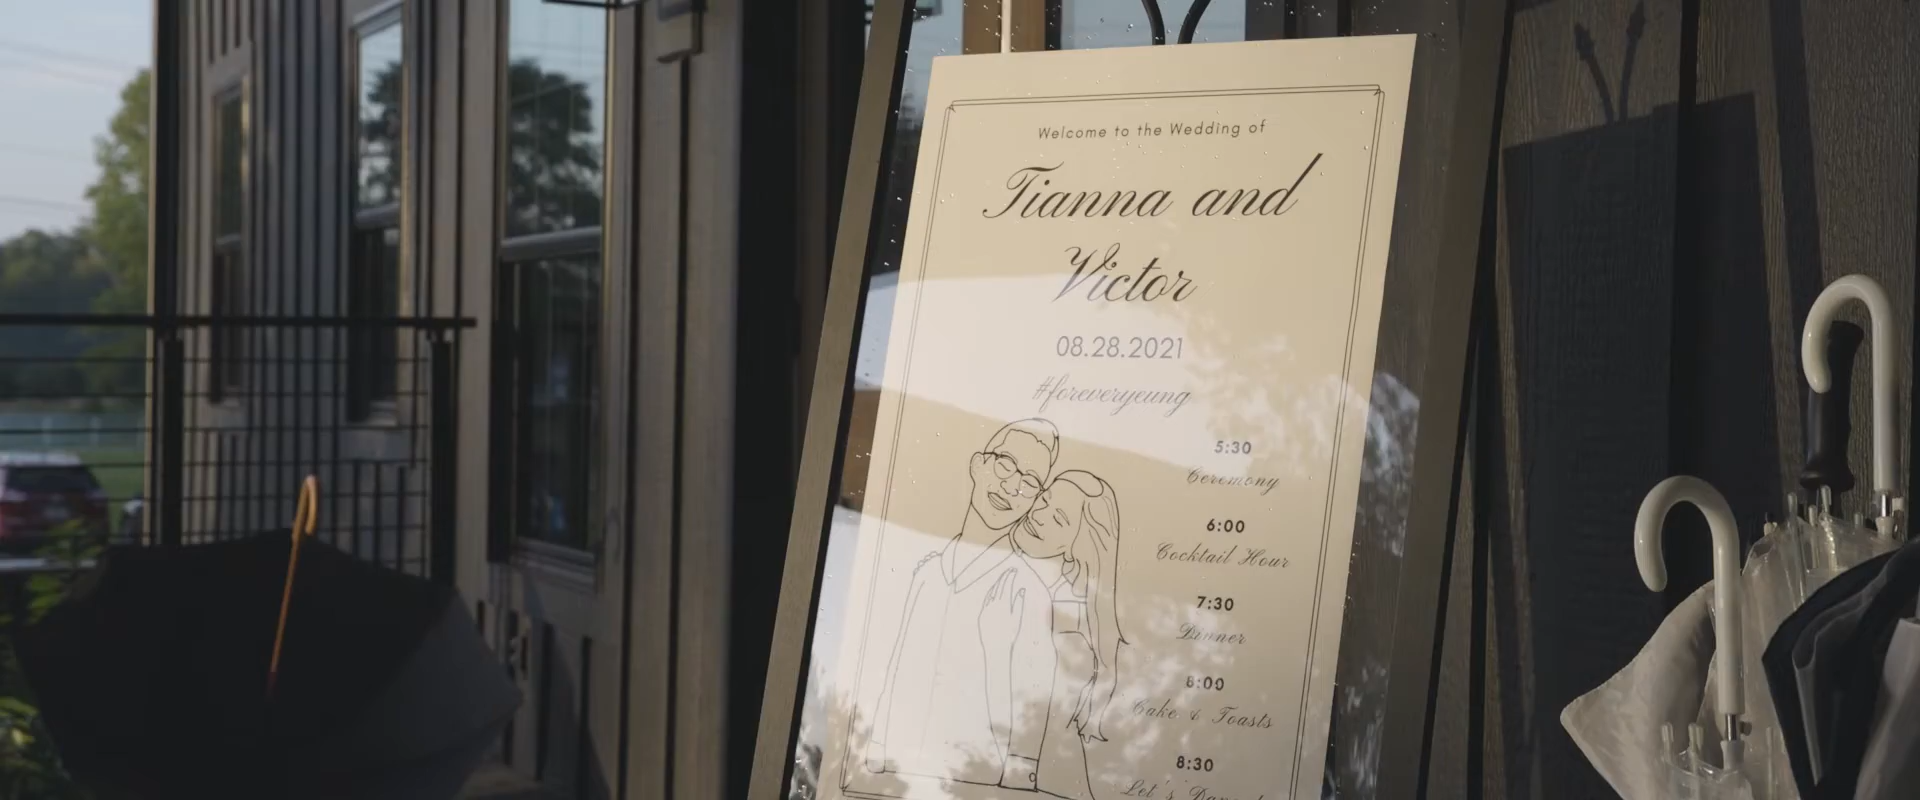 Welcome to the Wedding of
Tianna and
Victor
08.28.2021
#foreveryeung
5:30
Ceremony
6:00
Cocktail Hour
7:30
Dinner
8:00
Cake & Toasts
8:30
Let's